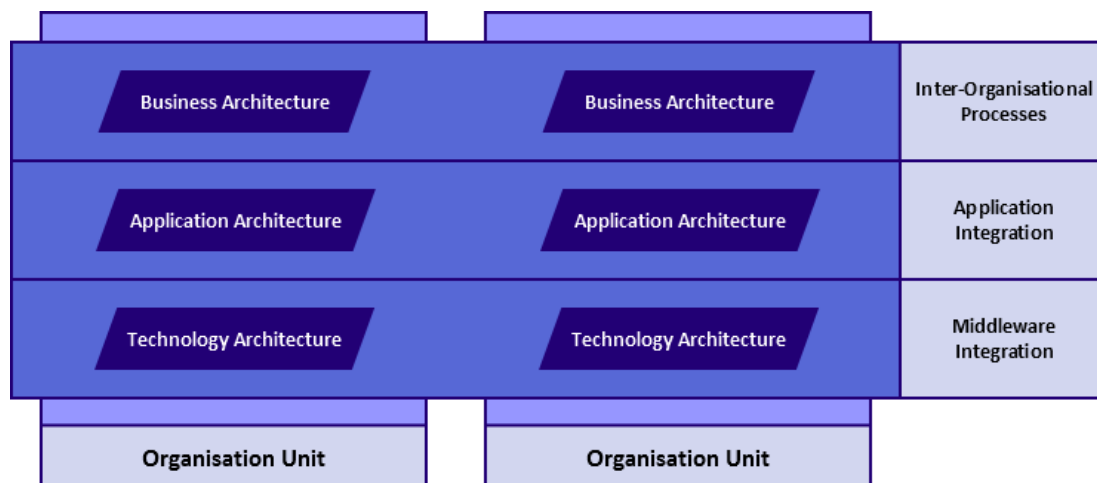 Business Architecture
Business Architecture
Inter-Organisational
Processes
Application Architecture
Application Architecture
Application
Integration
Technology Architecture
Technology Architecture
Middleware
Integration
Organisation Unit
Organisation Unit